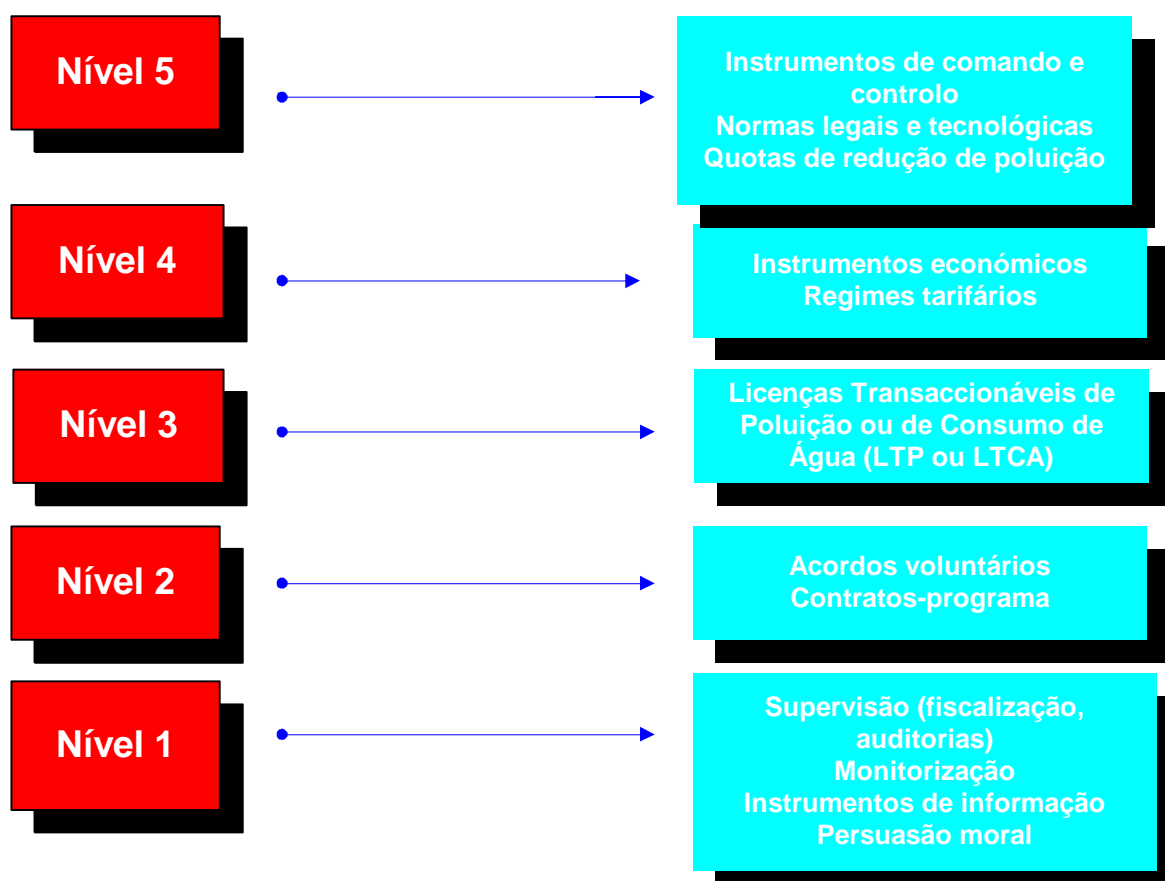 Nível 5
Instrumentos de comando e
controlo
Normas legais e tecnológicas
Quotas de redução de poluição
Nível 4
Instrumentos económicos
Regimes tarifários
Nível 3
Licenças Transaccionáveis de
Poluição ou de Consumo de
Água (LTP ou LTCA)
Nível 2
Acordos voluntários
Contratos-programa
Nível 1
Supervisão (fiscalização,
auditorias)
Monitorização
Instrumentos de informação
Persuasão moral